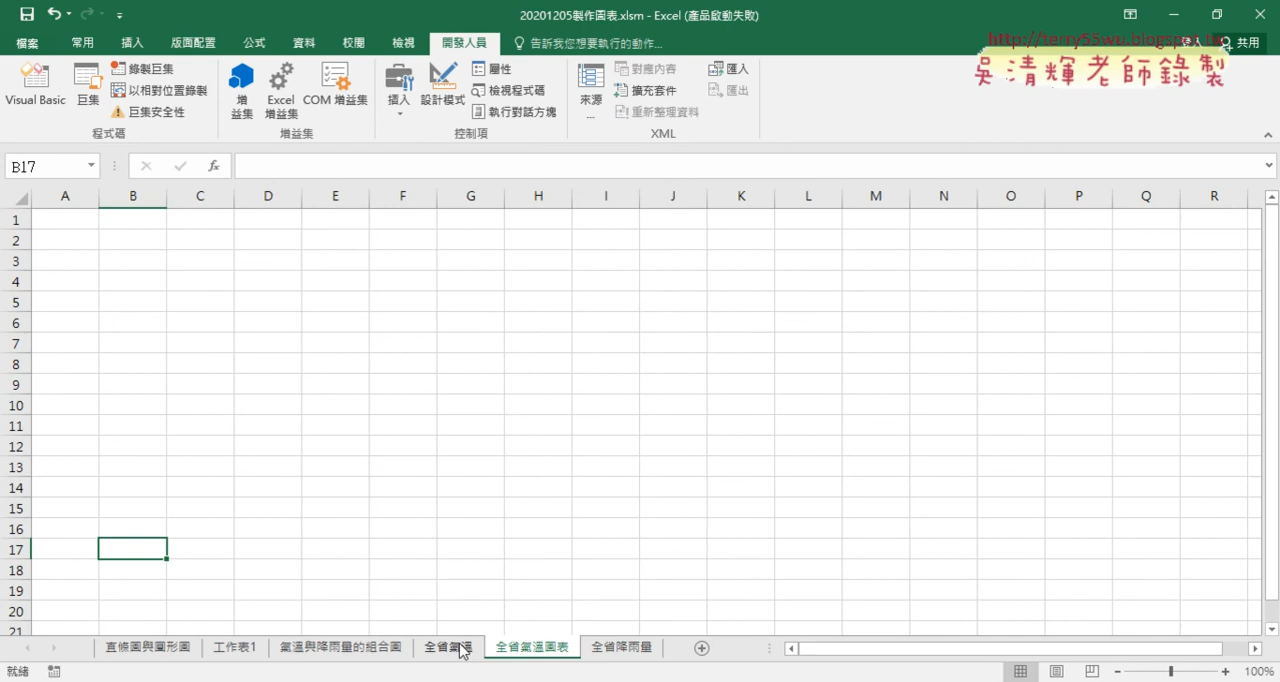 20201205製作圖表.xlsm - Excel (產品啟動失敗)
http://terry55wu.blogspot.tw
吳清輝老師錄製
檔案 常用 插入 版面配置 公式 資料 校閱 檢視 開發人員 告訴我您想要執行的動作... 登入 共用
Visual Basic 巨集 錄製巨集 以相對位置錄製 巨集安全性
程式碼
增益集 Excel 增益集 COM 增益集
增益集
插入 設計模式 屬性 檢視程式碼 執行對話方塊
控制項
來源... 對應內容 擴充套件 重新整理資料 匯入 匯出
XML
B17 fx
A B C D E F G H I J K L M N O P Q R
1
2
3
4
5
6
7
8
9
10
11
12
13
14
15
16
17
18
19
20
21
直條圖與圓形圖 工作表1 氣溫與降雨量的組合圖 全省氣溫 全省氣溫圖表 全省降雨量
就緒 100%